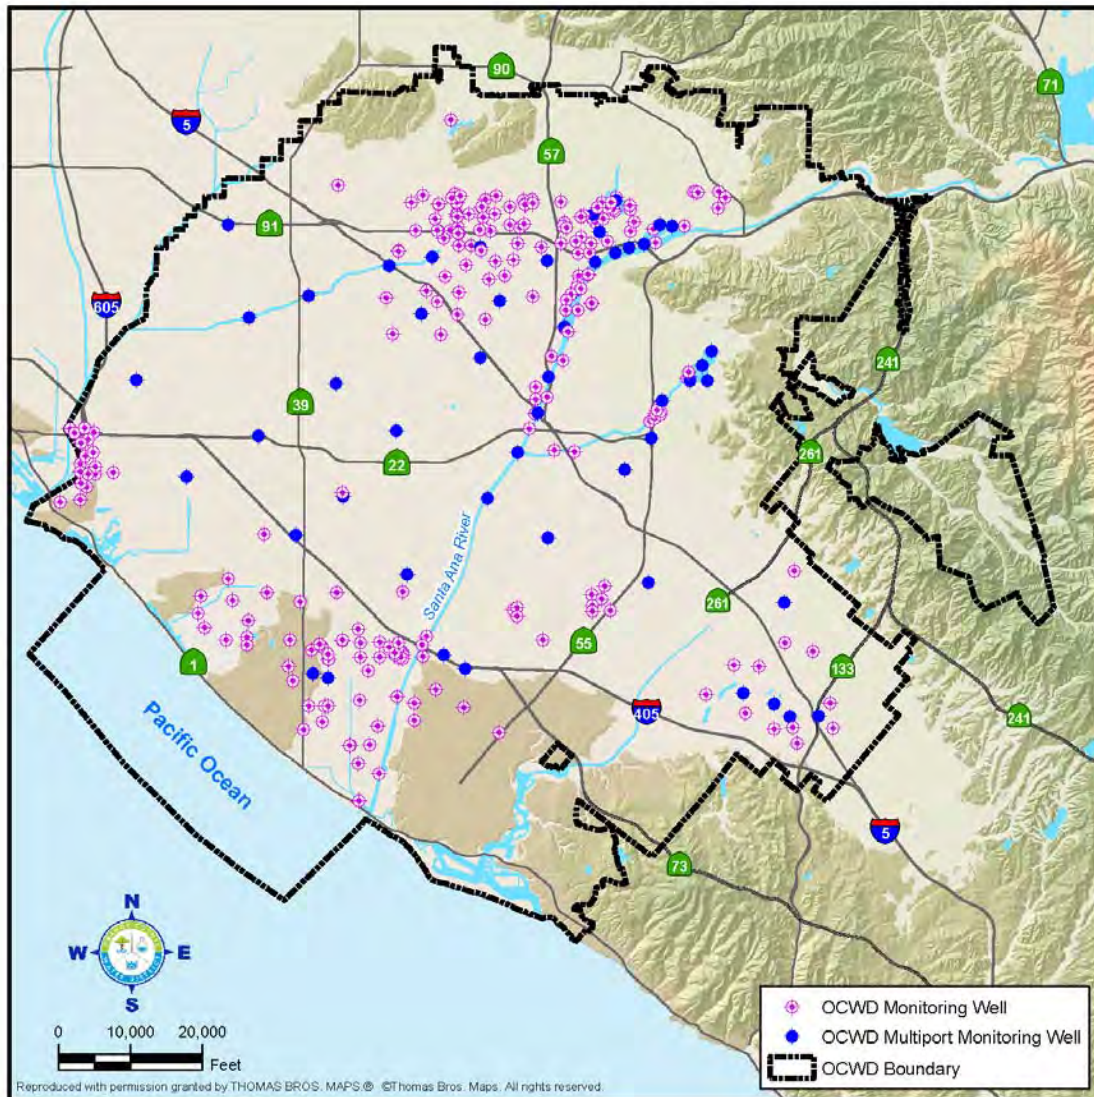 90
71
5
57
91
605
241
39
22
261
Santa Ana River
261
55
133
1
405
241
Pacific Ocean
5
73
N
W
E
S
0 10,000 20,000
Feet
OCWD Monitoring Well
OCWD Multiport Monitoring Well
OCWD Boundary
Reproduced with permission granted by THOMAS BROS. MAPS.® ©Thomas Bros. Maps. All rights reserved.